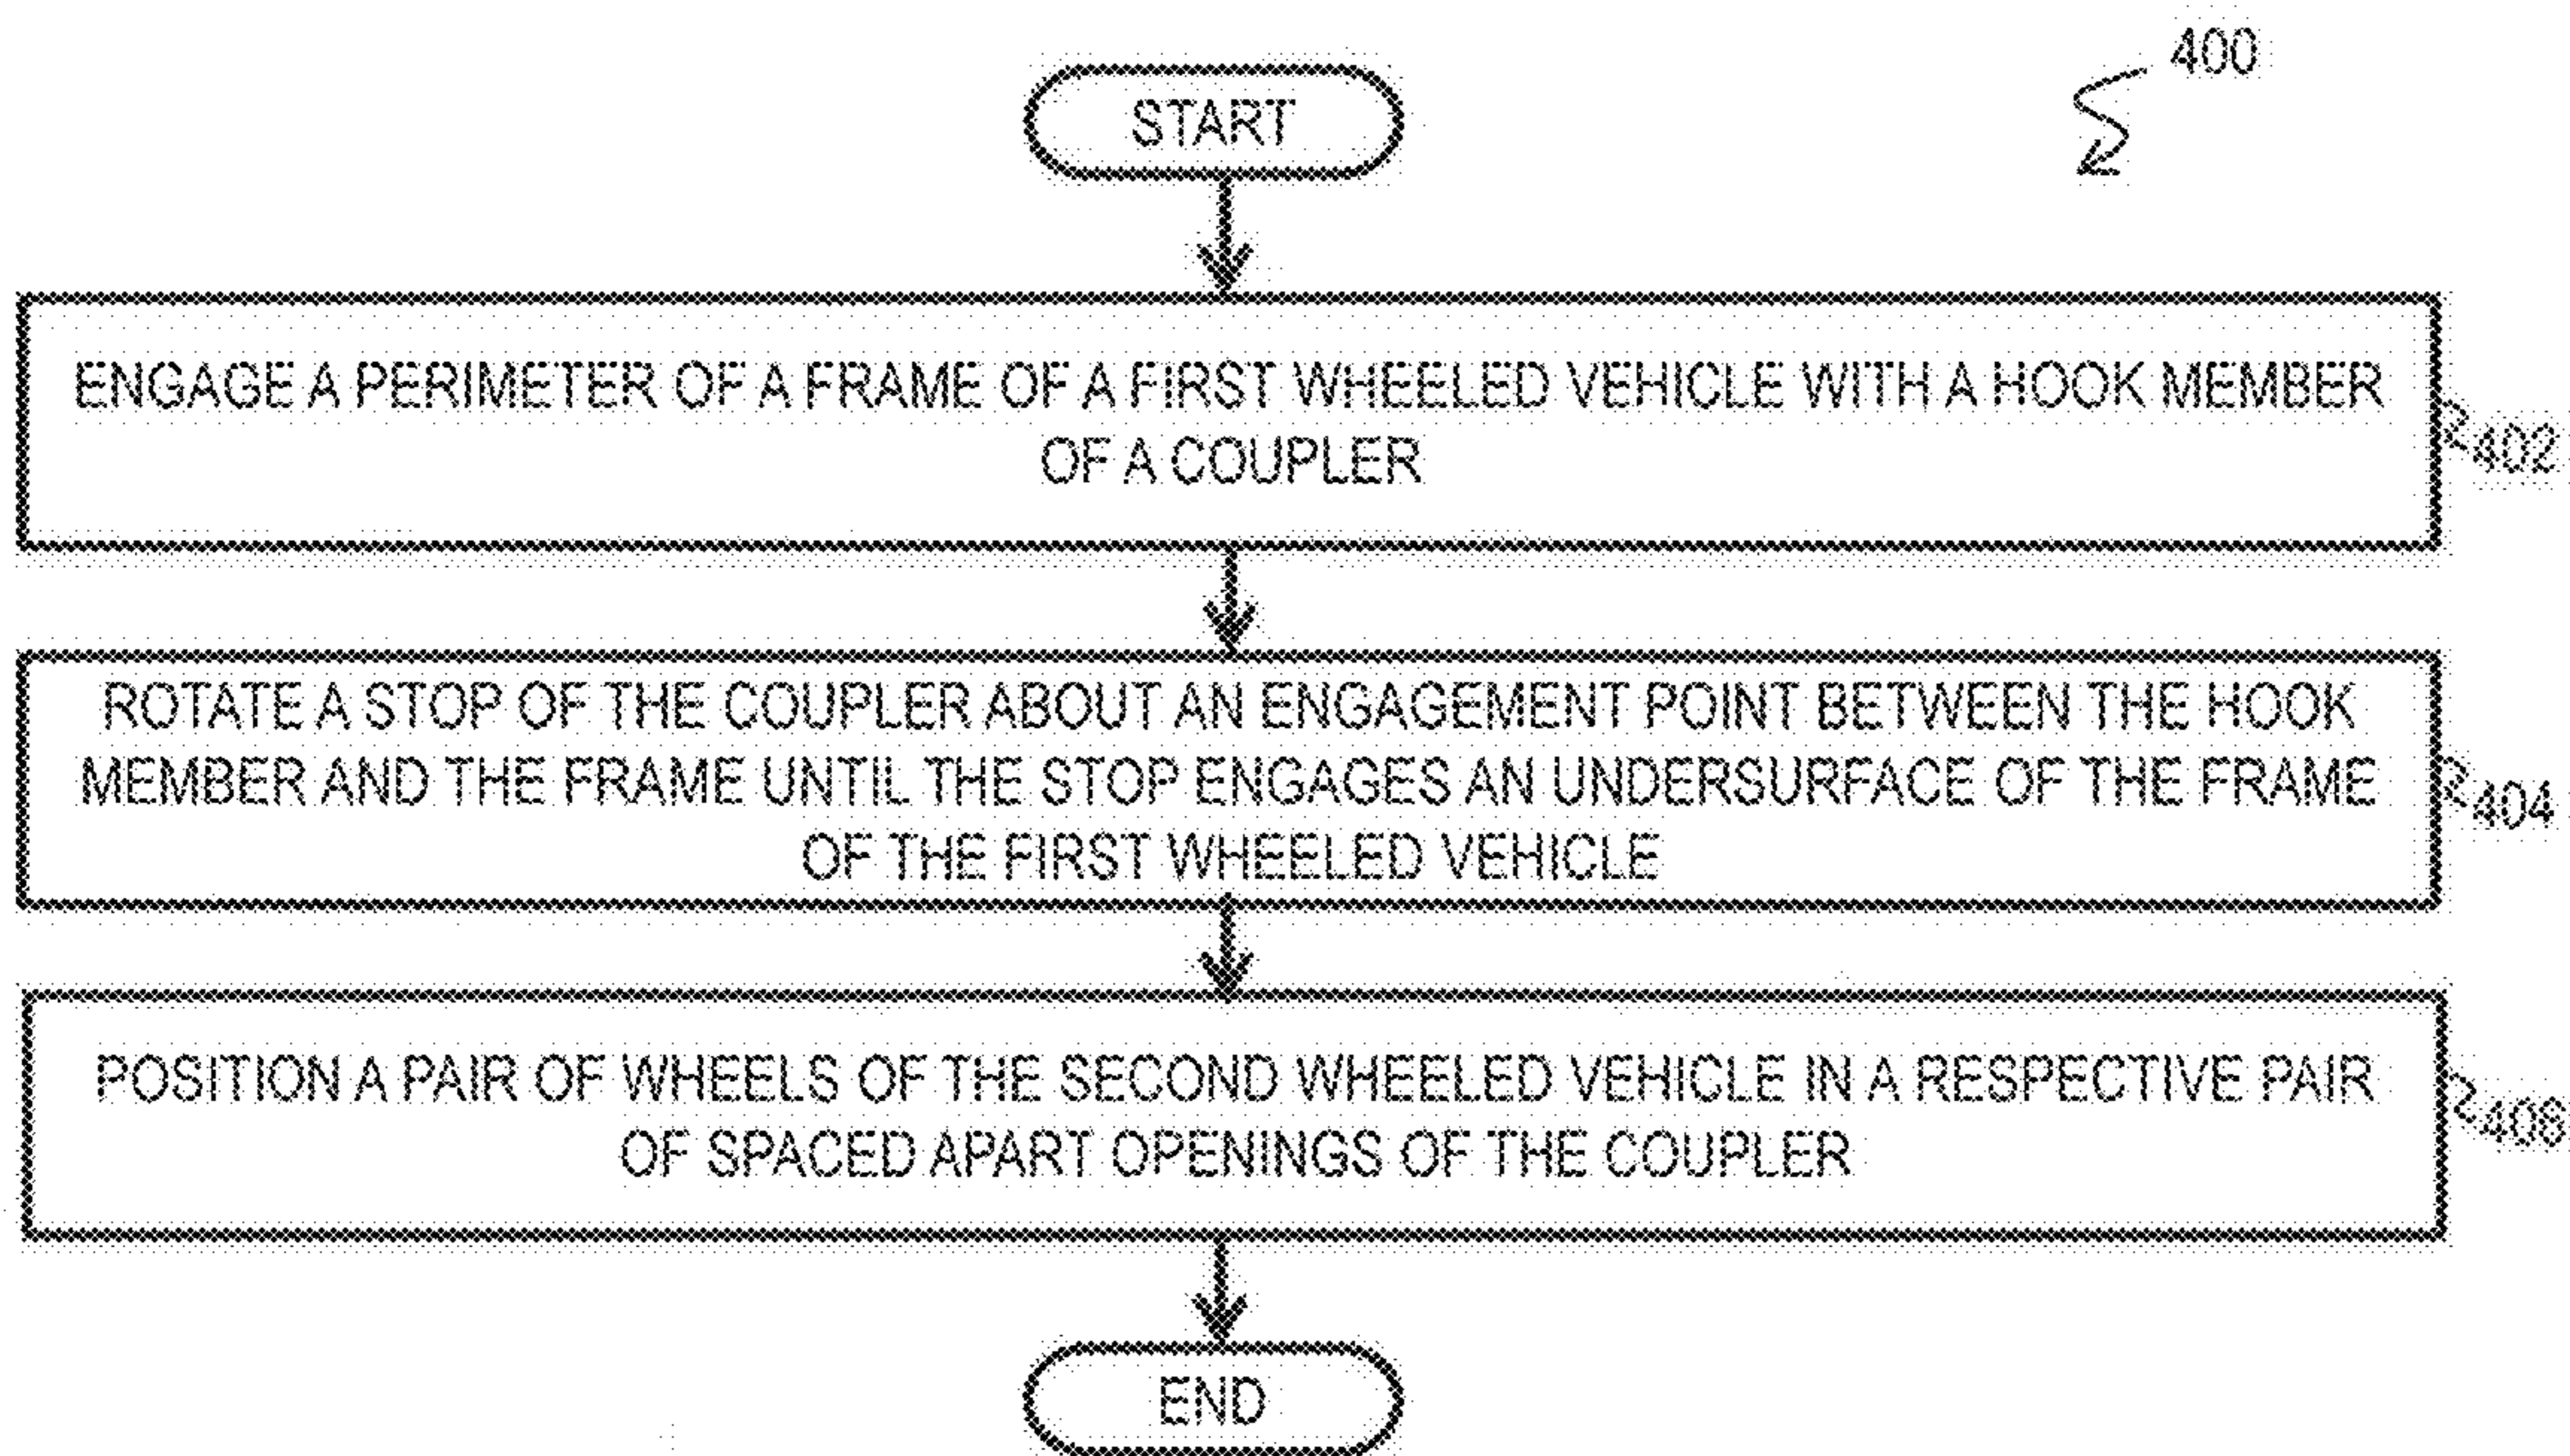 400
START
ENGAGE A PERIMETER OF A FRAME OF A FIRST WHEELED VEHICLE WITH A HOOK MEMBER
OF A COUPLER
402
ROTATE A STOP OF THE COUPLER ABOUT AN ENGAGEMENT POINT BETWEEN THE HOOK
MEMBER AND THE FRAME UNTIL THE STOP ENGAGES AN UNDERSURFACE OF THE FRAME
OF THE FIRST WHEELED VEHICLE
404
POSITION A PAIR OF WHEELS OF THE SECOND WHEELED VEHICLE IN A RESPECTIVE PAIR
OF SPACED APART OPENINGS OF THE COUPLER
406
END